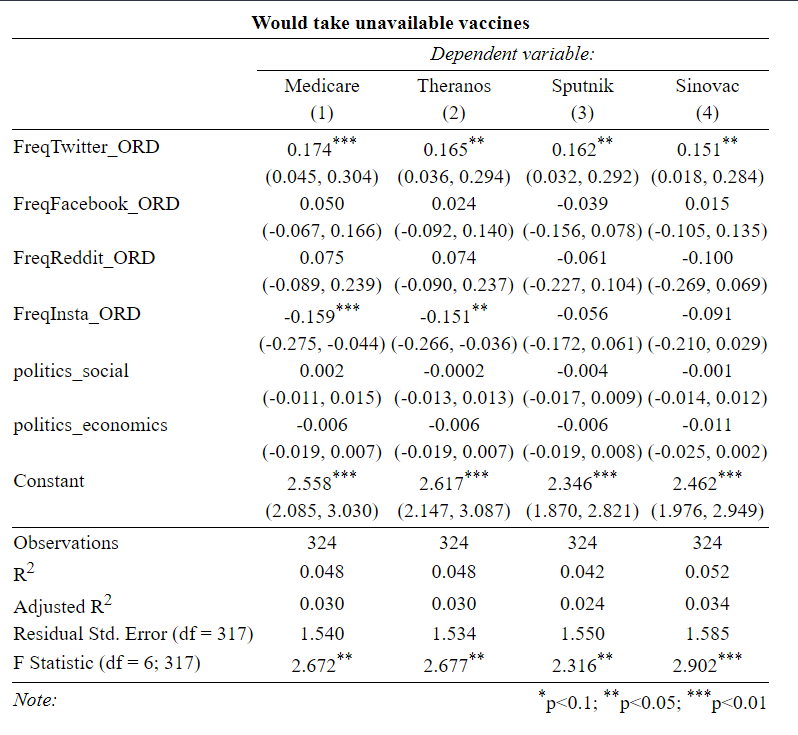 Would take unavailable vaccines
Dependent variable:
Medicare Theranos Sputnik Sinovac
(1) (2) (3) (4)
FreqTwitter_ORD 0.174*** 0.165** 0.162** 0.151**
(0.045, 0.304) (0.036, 0.294) (0.032, 0.292) (0.018, 0.284)
FreqFacebook_ORD 0.050 0.024 -0.039 0.015
(-0.067, 0.166) (-0.092, 0.140) (-0.156, 0.078) (-0.105, 0.135)
FreqReddit_ORD 0.075 0.074 -0.061 -0.100
(-0.089, 0.239) (-0.090, 0.237) (-0.227, 0.104) (-0.269, 0.069)
FreqInsta_ORD -0.159*** -0.151** -0.056 -0.091
(-0.275, -0.044) (-0.266, -0.036) (-0.172, 0.061) (-0.210, 0.029)
politics_social 0.002 -0.0002 -0.004 -0.001
(-0.011, 0.015) (-0.013, 0.013) (-0.017, 0.009) (-0.014, 0.012)
politics_economics -0.006 -0.006 -0.006 -0.011
(-0.019, 0.007) (-0.019, 0.007) (-0.019, 0.008) (-0.025, 0.002)
Constant 2.558*** 2.617*** 2.346*** 2.462***
(2.085, 3.030) (2.147, 3.087) (1.870, 2.821) (1.976, 2.949)
Observations 324 324 324 324
R2 0.048 0.048 0.042 0.052
Adjusted R2 0.030 0.030 0.024 0.034
Residual Std. Error (df = 317) 1.540 1.534 1.550 1.585
F Statistic (df = 6; 317) 2.672** 2.677** 2.316** 2.902***
Note: *p<0.1; **p<0.05; ***p<0.01